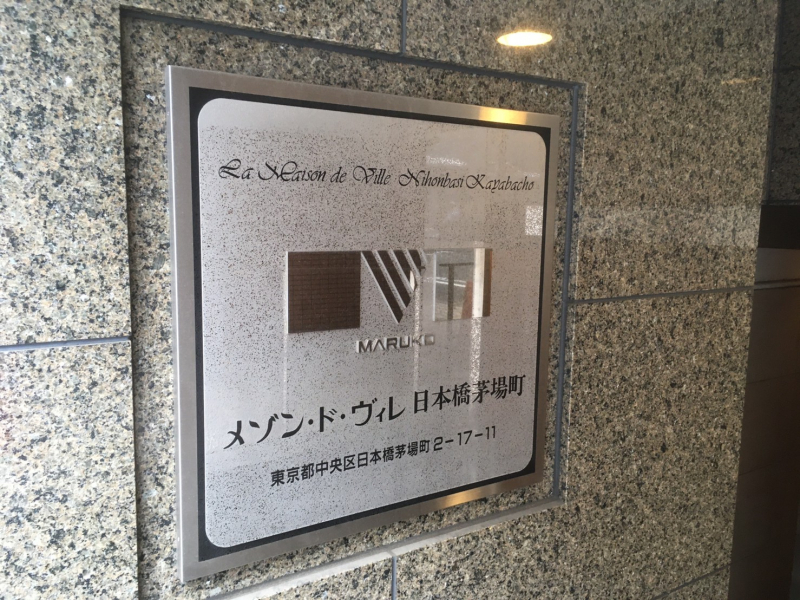 La Maison de Ville Nihonbasi Kayabacho
MARUKO
メゾン・ド・ヴィレ 日本橋茅場町
東京都中央区日本橋茅場町2-17-11